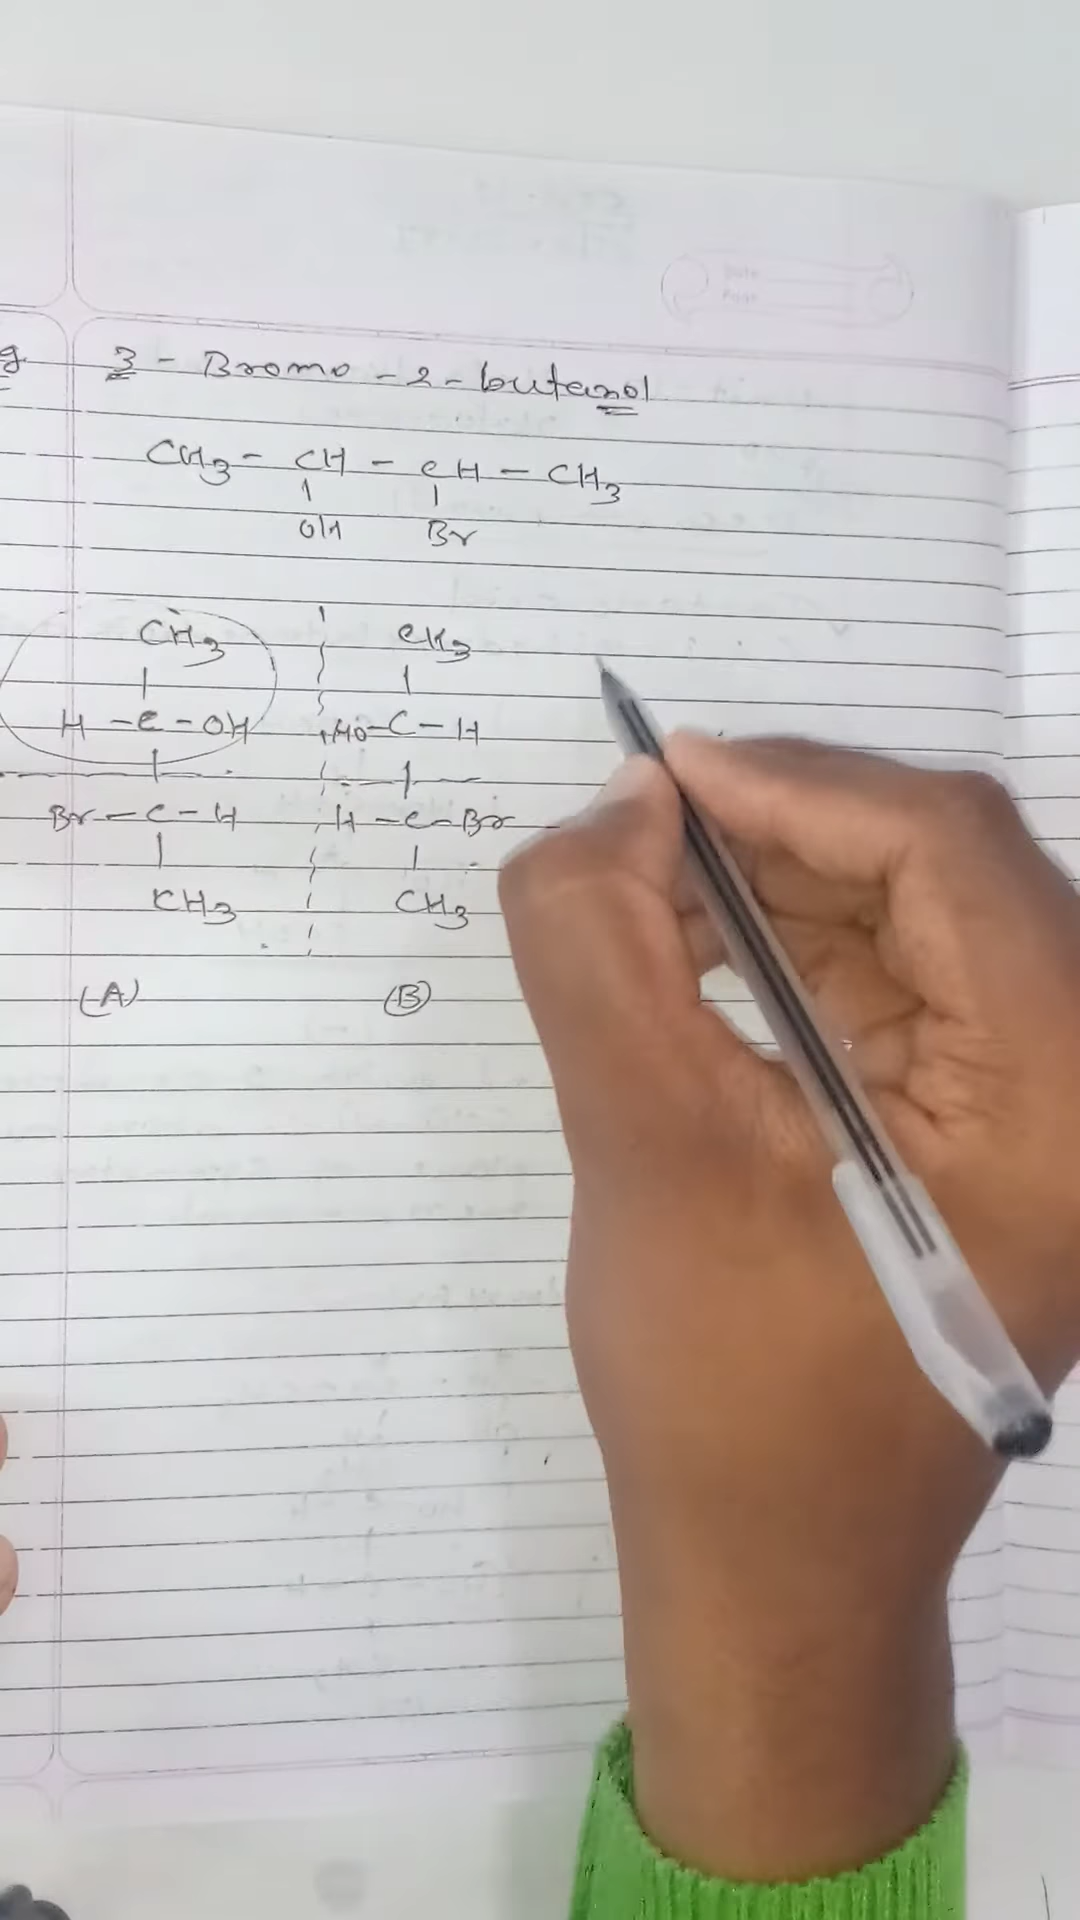 g 3 - Bromo - 2 - butanol
CH3 - CH - CH - CH3
OH Br
CH3 CH3
H - C - OH HO - C - H
Br - C - H H - C - Br
CH3 CH3
(A) (B)